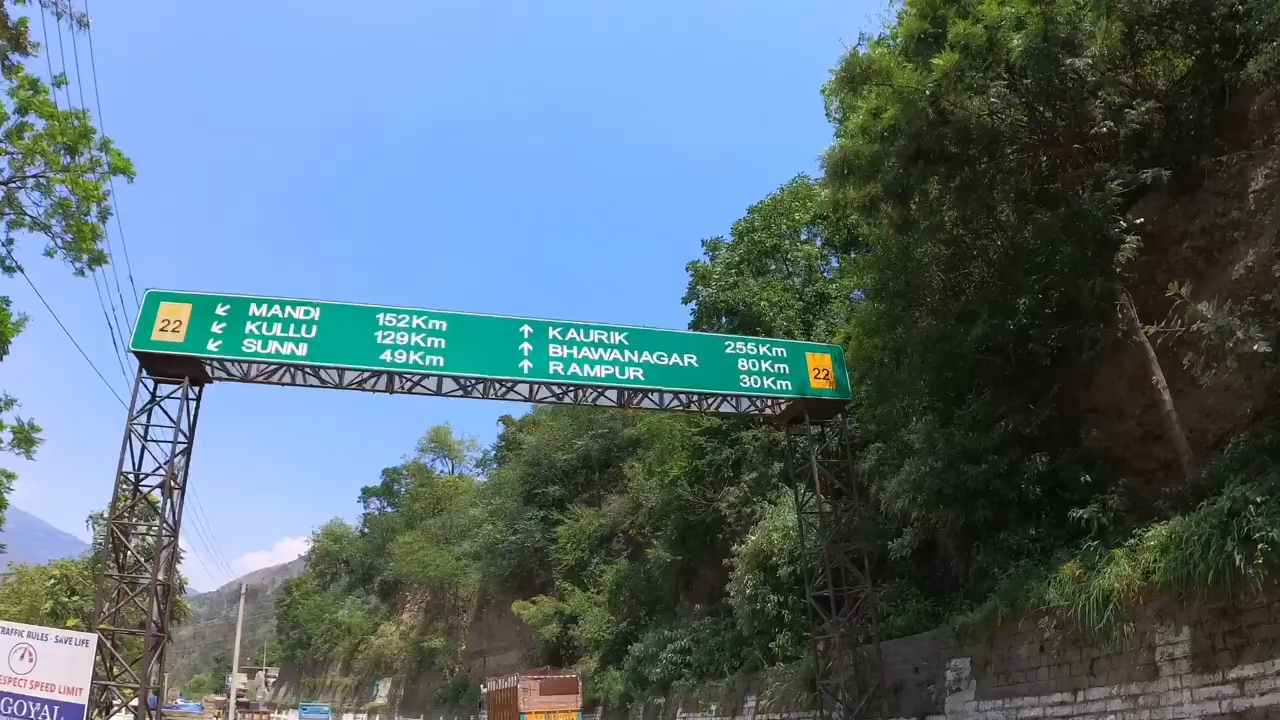 22
↙ MANDI 152Km
↙ KULLU 129Km
↙ SUNNI 49Km
↑ KAURIK 255Km
↑ BHAWANAGAR 80Km
↑ RAMPUR 30Km
22
TRAFFIC RULES - SAVE LIFE
RESPECT SPEED LIMIT
GOYAL